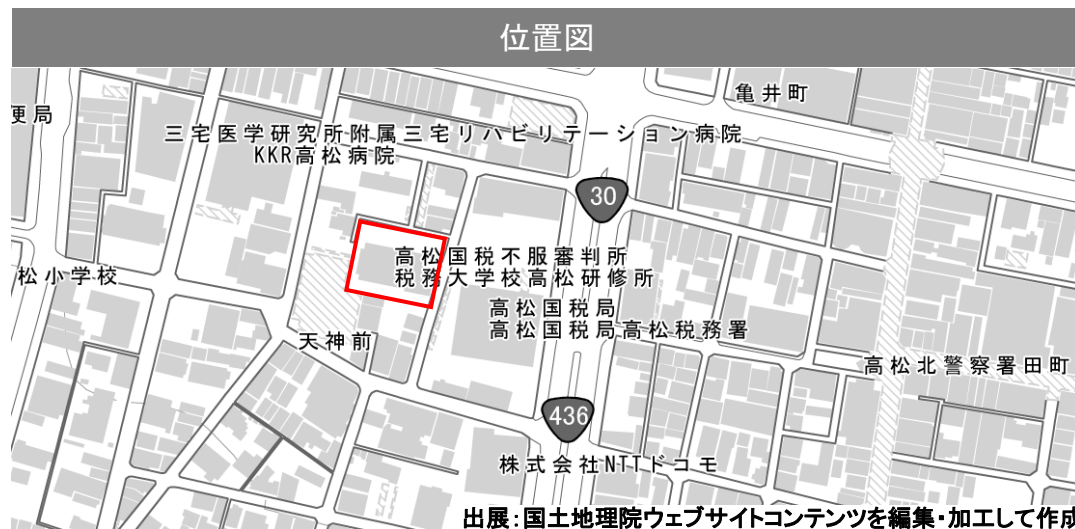 位置図
亀井町
便局
三宅医学研究所附属三宅リハビリテーション病院
KKR高松病院
30
高松国税不服審判所
税務大学校高松研修所
松小学校
高松国税局
高松国税局高松税務署
天神前
高松北警察署田町
436
株式会社NTTドコモ
出展：国土地理院ウェブサイトコンテンツを編集・加工して作成